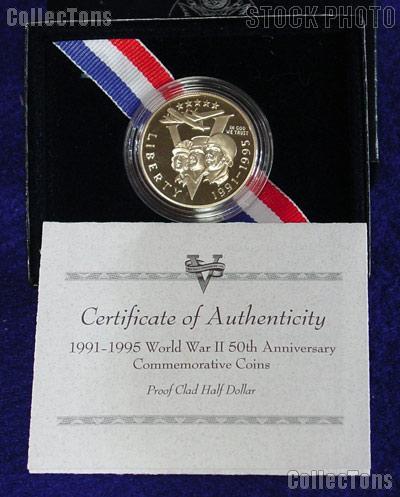 CollecTons
STOCK PHOTO
LIBERTY
IN GOD
WE TRUST
1991-1995
V
Certificate of Authenticity
1991-1995 World War II 50th Anniversary
Commemorative Coins
Proof Clad Half Dollar
CollecTons